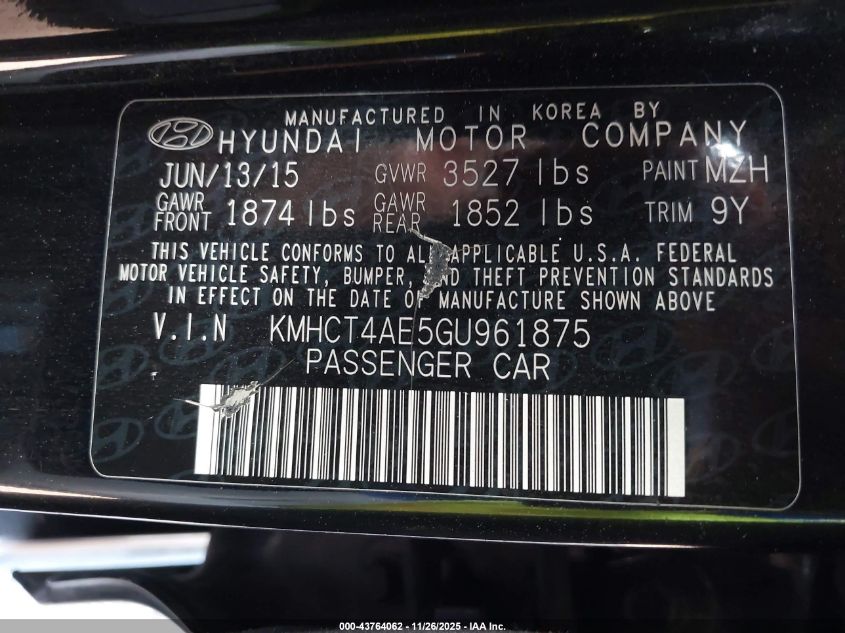 MANUFACTURED IN KOREA BY
HYUNDAI MOTOR COMPANY
JUN/13/15 GVWR 3527 lbs PAINT MZH
GAWR FRONT 1874 lbs GAWR REAR 1852 lbs TRIM 9Y
THIS VEHICLE CONFORMS TO ALL APPLICABLE U.S.A. FEDERAL
MOTOR VEHICLE SAFETY, BUMPER, AND THEFT PREVENTION STANDARDS
IN EFFECT ON THE DATE OF MANUFACTURE SHOWN ABOVE
V.I.N KMHCT4AE5GU961875
PASSENGER CAR
000-43764062 - 11/26/2025 - IAA Inc.